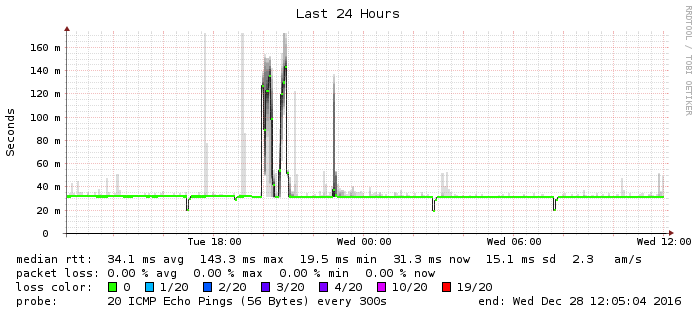 Last 24 Hours
RRDTOOL / TOBI OETIKER
Seconds
160 m
140 m
120 m
100 m
80 m
60 m
40 m
20 m
0
Tue 18:00 Wed 00:00 Wed 06:00 Wed 12:00
median rtt: 34.1 ms avg 143.3 ms max 19.5 ms min 31.3 ms now 15.1 ms sd 2.3 am/s
packet loss: 0.00 % avg 0.00 % max 0.00 % min 0.00 % now
loss color: 0 1/20 2/20 3/20 4/20 10/20 19/20
probe: 20 ICMP Echo Pings (56 Bytes) every 300s end: Wed Dec 28 12:05:04 2016